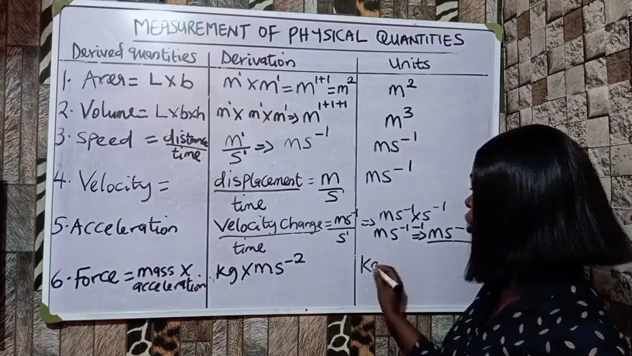 MEASUREMENT OF PHYSICAL QUANTITIES
Derived quantities Derivation Units
1. Area = L x b m¹ x m¹ = m¹⁺¹ = m² m²
2. Volume = L x b x h m¹ x m¹ x m¹ => m¹⁺¹⁺¹ m³
3. Speed = distance/time m¹/s¹ => ms⁻¹ ms⁻¹
4. Velocity = displacement/time = m/s ms⁻¹
5. Acceleration Velocity Change/time = ms⁻¹/s¹ => ms⁻¹ x s⁻¹
ms⁻¹⁻¹ => ms⁻
6. Force = mass x acceleration kg x ms⁻² kg